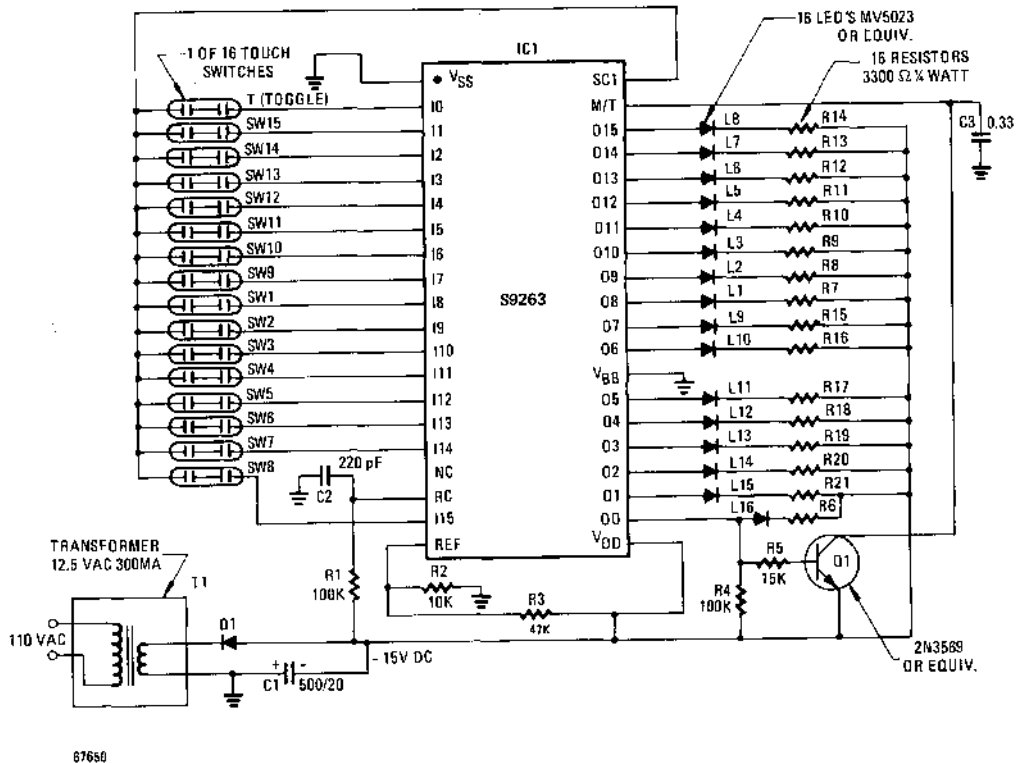 16 LED'S MV5023
OR EQUIV.
16 RESISTORS
3300 Ω ¼ WATT
-1 OF 16 TOUCH
SWITCHES
IC1
VSS
SC1
T (TOGGLE)
I0
M/T
C3
0.33
SW15
I1
O15
L8
R14
SW14
I2
O14
L7
R13
SW13
I3
O13
L6
R12
SW12
I4
O12
L5
R11
SW11
I5
O11
L4
R10
SW10
I6
O10
L3
R9
SW9
I7
O9
L2
R8
SW1
I8
S9263
O8
L1
R7
SW2
I9
O7
L9
R15
SW3
I10
O6
L10
R16
SW4
I11
VBB
SW5
I12
O5
L11
R17
SW6
I13
O4
L12
R18
SW7
I14
O3
L13
R19
SW8
220 pF
C2
NC
O2
L14
R20
RC
O1
L15
R21
I15
O0
L16
R6
REF
VDD
TRANSFORMER
12.5 VAC 300MA
T1
R1
100K
R2
10K
R3
47K
R4
100K
R5
15K
Q1
110 VAC
D1
- 15V DC
+
-
C1
500/20
2N3569
OR EQUIV.
67650